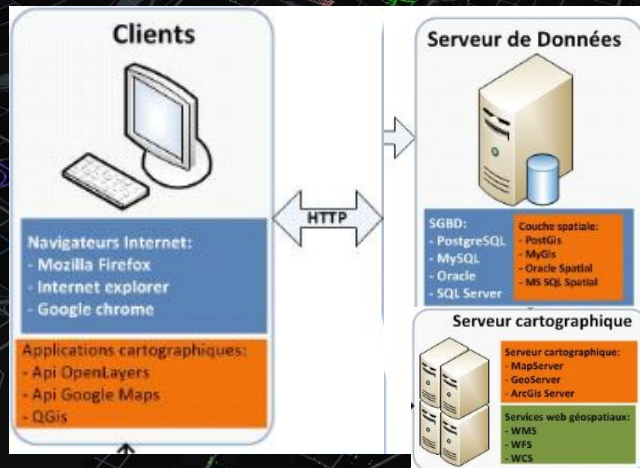 Clients
Navigateurs Internet:
- Mozilla Firefox
- Internet explorer
- Google chrome
Applications cartographiques:
- Api OpenLayers
- Api Google Maps
- QGis
HTTP
Serveur de Données
SGBD:
- PostgreSQL
- MySQL
- Oracle
- SQL Server
Couche spatiale:
- PostGis
- MyGis
- Oracle Spatial
- MS SQL Spatial
Serveur cartographique
Serveur cartographique:
- MapServer
- GeoServer
- ArcGis Server
Services web géospatiaux:
- WMS
- WFS
- WCS